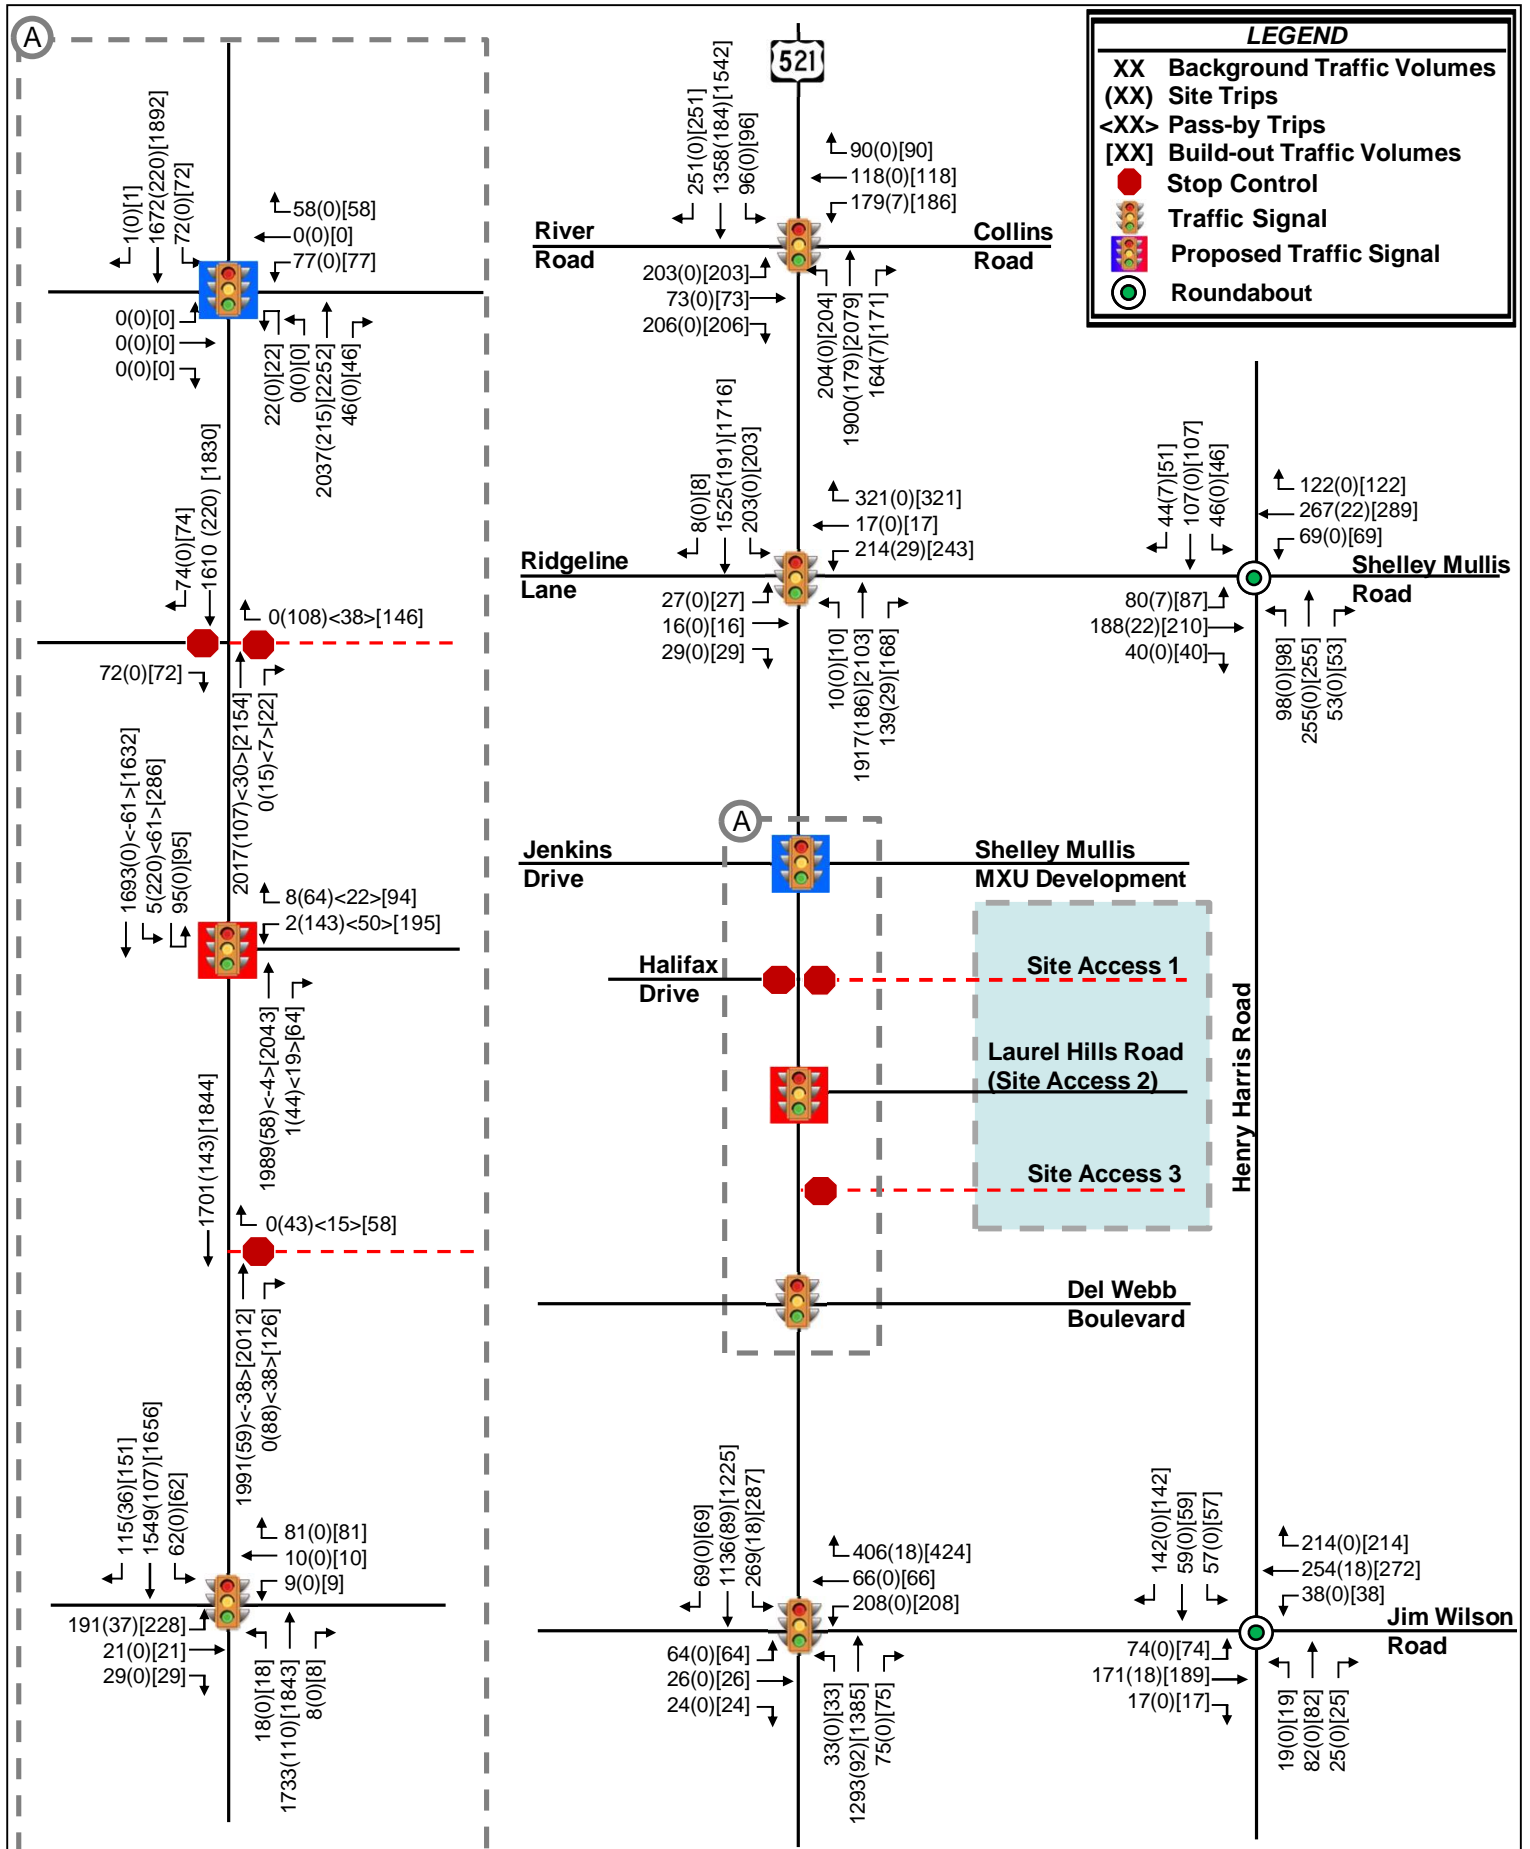 A
521
LEGEND
XX Background Traffic Volumes
(XX) Site Trips
<XX> Pass-by Trips
[XX] Build-out Traffic Volumes
Stop Control
Traffic Signal
Proposed Traffic Signal
Roundabout
1(0)[1]
1672(220)[1892]
72(0)[72]
58(0)[58]
0(0)[0]
77(0)[77]
0(0)[0]
0(0)[0]
0(0)[0]
22(0)[22]
0(0)[0]
2037(215)[2252]
46(0)[46]
74(0)[74]
1610 (220) [1830]
0(108)<38>[146]
72(0)[72]
2017(107)<30>[2154]
0(15)<7>[22]
1693(0)<-61>[1632]
5(220)<61>[286]
95(0)[95]
8(64)<22>[94]
2(143)<50>[195]
1989(58)<-4>[2043]
1(44)<19>[64]
1701(143)[1844]
0(43)<15>[58]
1991(59)<-38>[2012]
0(88)<38>[126]
115(36)[151]
1549(107)[1656]
62(0)[62]
81(0)[81]
10(0)[10]
9(0)[9]
191(37)[228]
21(0)[21]
29(0)[29]
18(0)[18]
1733(110)[1843]
8(0)[8]
251(0)[251]
1358(184)[1542]
96(0)[96]
90(0)[90]
118(0)[118]
179(7)[186]
River
Road
Collins
Road
203(0)[203]
73(0)[73]
206(0)[206]
204(0)[204]
1900(179)[2079]
164(7)[171]
8(0)[8]
1525(191)[1716]
203(0)[203]
321(0)[321]
17(0)[17]
214(29)[243]
Ridgeline
Lane
27(0)[27]
16(0)[16]
29(0)[29]
10(0)[10]
1917(186)[2103]
139(29)[168]
44(7)[51]
107(0)[107]
46(0)[46]
122(0)[122]
267(22)[289]
69(0)[69]
Shelley Mullis
Road
80(7)[87]
188(22)[210]
40(0)[40]
98(0)[98]
255(0)[255]
53(0)[53]
A
Jenkins
Drive
Shelley Mullis
MXU Development
Halifax
Drive
Site Access 1
Laurel Hills Road
(Site Access 2)
Site Access 3
Henry Harris Road
Del Webb
Boulevard
69(0)[69]
1136(89)[1225]
269(18)[287]
406(18)[424]
66(0)[66]
208(0)[208]
64(0)[64]
26(0)[26]
24(0)[24]
33(0)[33]
1293(92)[1385]
75(0)[75]
142(0)[142]
59(0)[59]
57(0)[57]
214(0)[214]
254(18)[272]
38(0)[38]
Jim Wilson
Road
74(0)[74]
171(18)[189]
17(0)[17]
19(0)[19]
82(0)[82]
25(0)[25]